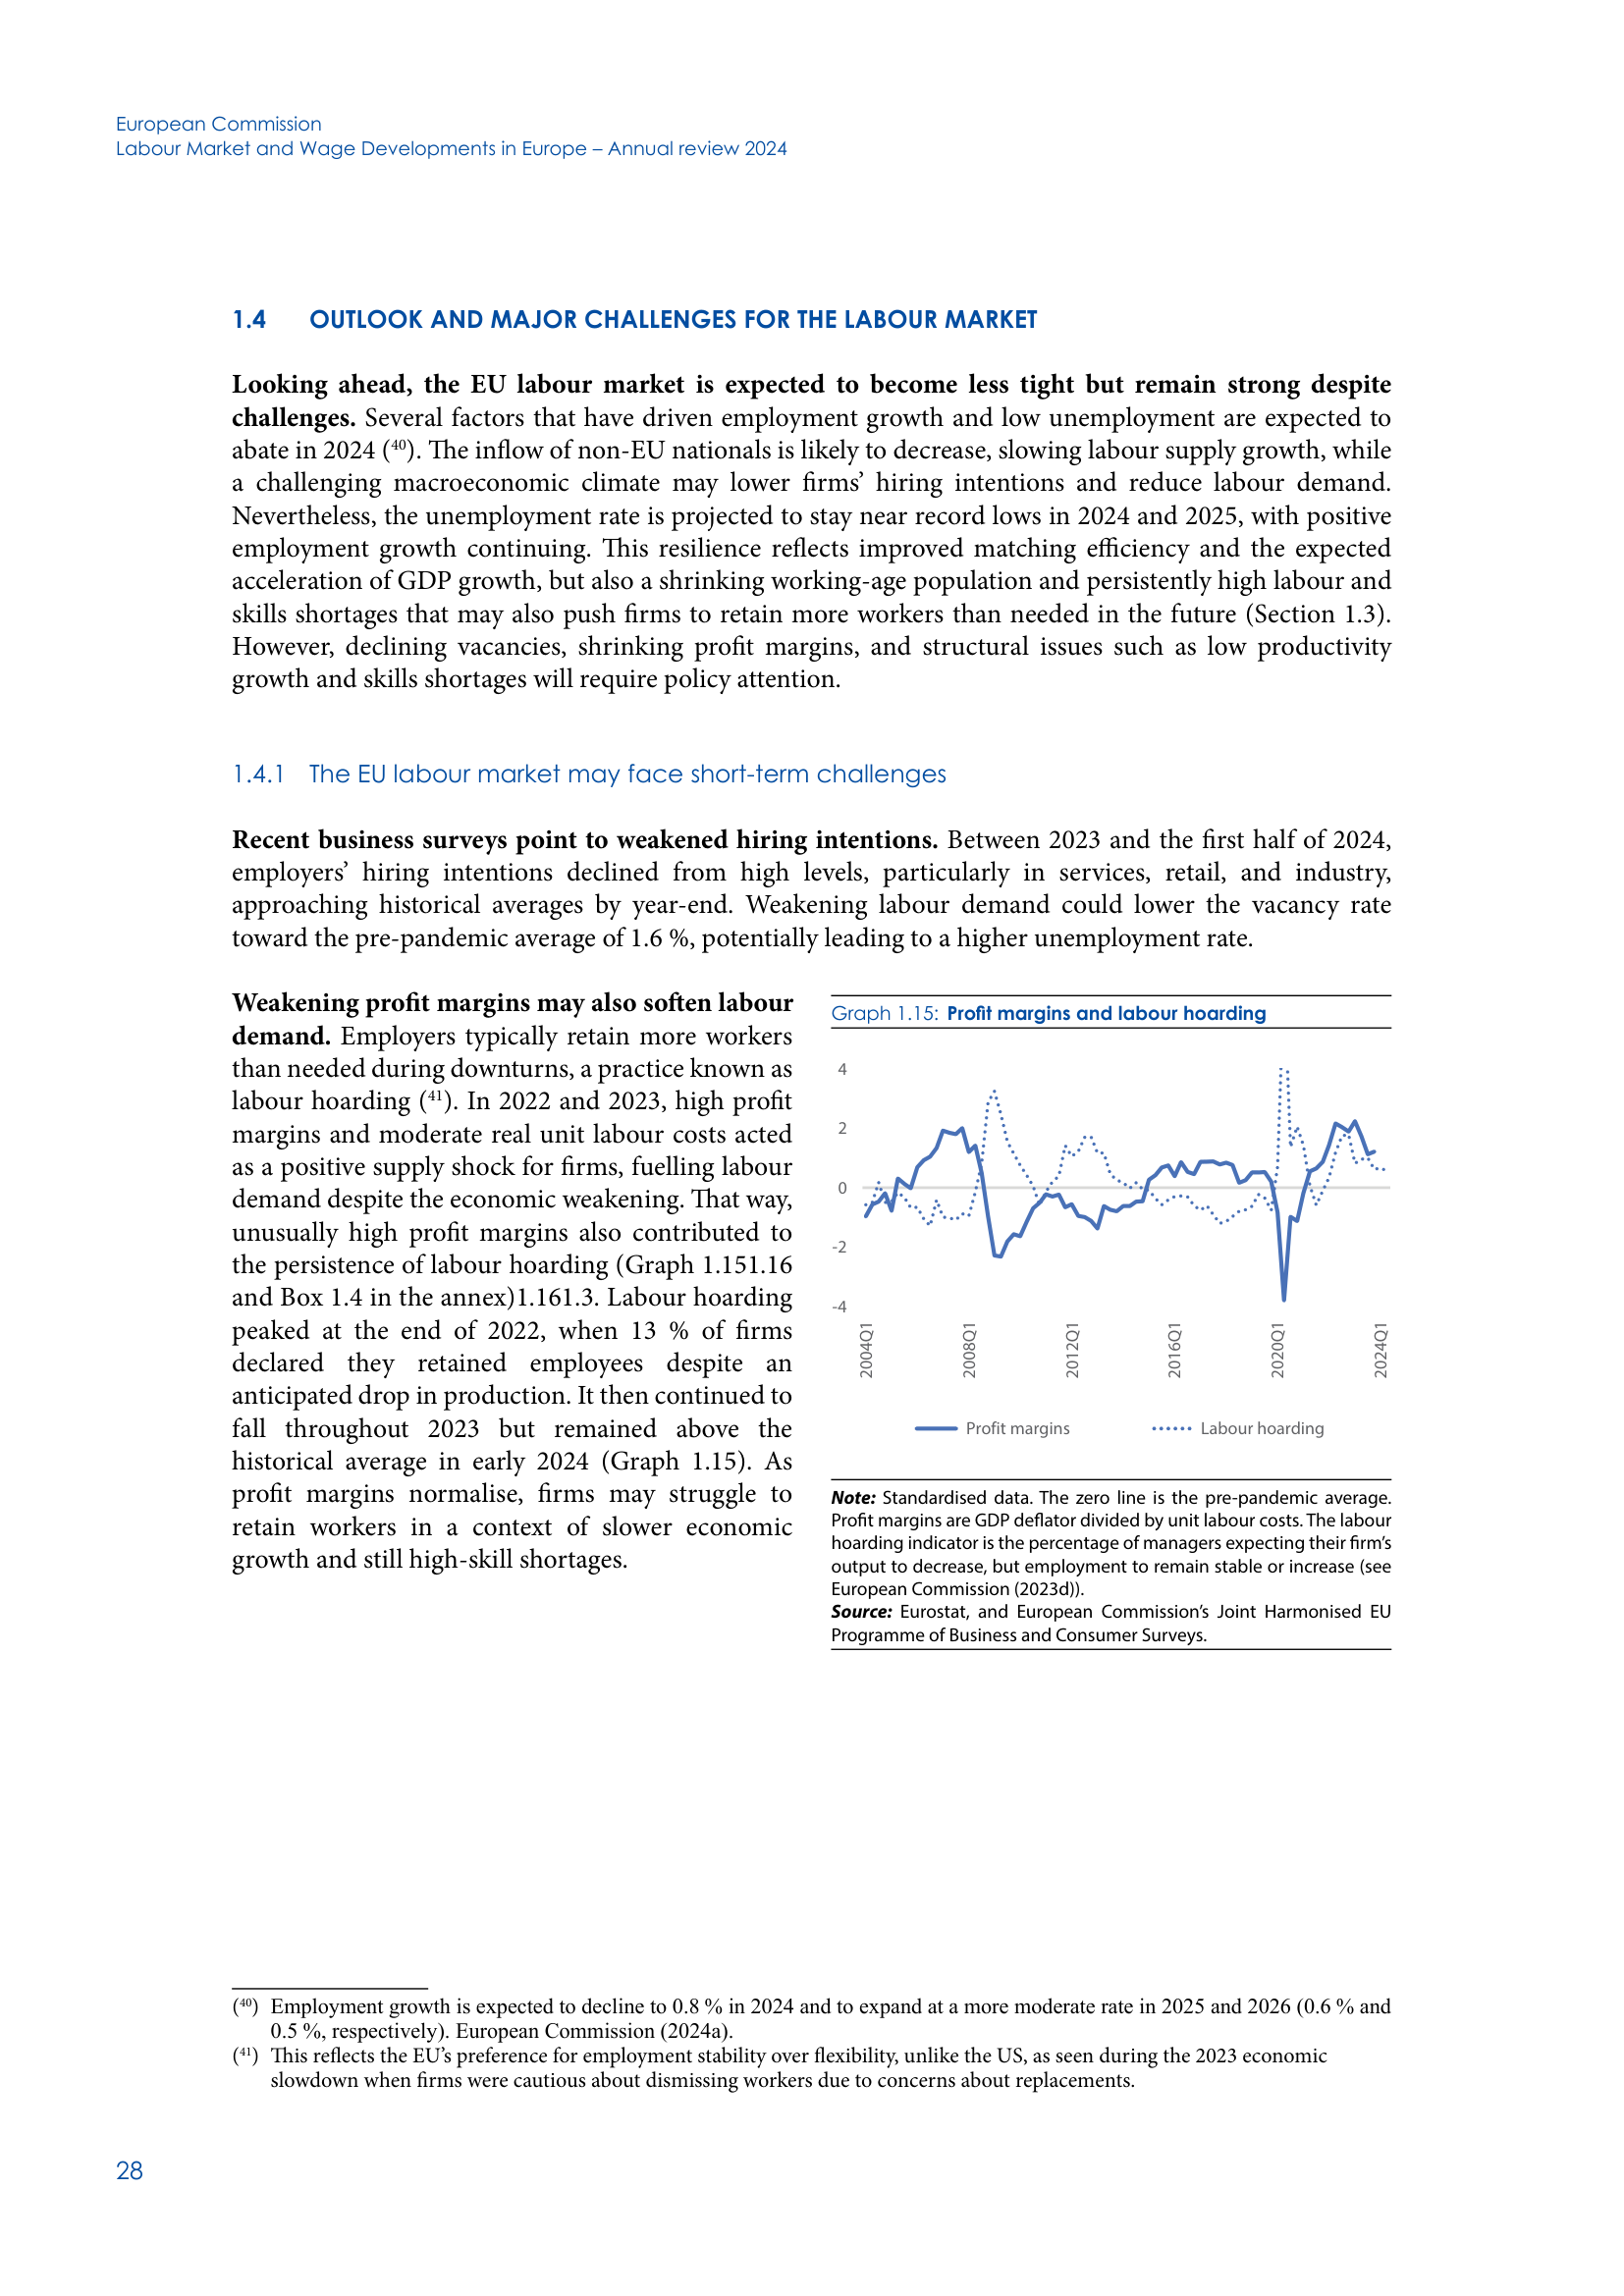 European Commission
Labour Market and Wage Developments in Europe – Annual review 2024
1.4 OUTLOOK AND MAJOR CHALLENGES FOR THE LABOUR MARKET
Looking ahead, the EU labour market is expected to become less tight but remain strong despite
challenges. Several factors that have driven employment growth and low unemployment are expected to
abate in 2024 (⁴⁰). The inflow of non-EU nationals is likely to decrease, slowing labour supply growth, while
a challenging macroeconomic climate may lower firms’ hiring intentions and reduce labour demand.
Nevertheless, the unemployment rate is projected to stay near record lows in 2024 and 2025, with positive
employment growth continuing. This resilience reflects improved matching efficiency and the expected
acceleration of GDP growth, but also a shrinking working-age population and persistently high labour and
skills shortages that may also push firms to retain more workers than needed in the future (Section 1.3).
However, declining vacancies, shrinking profit margins, and structural issues such as low productivity
growth and skills shortages will require policy attention.
1.4.1 The EU labour market may face short-term challenges
Recent business surveys point to weakened hiring intentions. Between 2023 and the first half of 2024,
employers’ hiring intentions declined from high levels, particularly in services, retail, and industry,
approaching historical averages by year-end. Weakening labour demand could lower the vacancy rate
toward the pre-pandemic average of 1.6 %, potentially leading to a higher unemployment rate.
Weakening profit margins may also soften labour
demand. Employers typically retain more workers
than needed during downturns, a practice known as
labour hoarding (⁴¹). In 2022 and 2023, high profit
margins and moderate real unit labour costs acted
as a positive supply shock for firms, fuelling labour
demand despite the economic weakening. That way,
unusually high profit margins also contributed to
the persistence of labour hoarding (Graph 1.151.16
and Box 1.4 in the annex)1.161.3. Labour hoarding
peaked at the end of 2022, when 13 % of firms
declared they retained employees despite an
anticipated drop in production. It then continued to
fall throughout 2023 but remained above the
historical average in early 2024 (Graph 1.15). As
profit margins normalise, firms may struggle to
retain workers in a context of slower economic
growth and still high-skill shortages.
Graph 1.15: Profit margins and labour hoarding
4
2
0
-2
-4
2004Q1
2008Q1
2012Q1
2016Q1
2020Q1
2024Q1
Profit margins
Labour hoarding
Note: Standardised data. The zero line is the pre-pandemic average.
Profit margins are GDP deflator divided by unit labour costs. The labour
hoarding indicator is the percentage of managers expecting their firm’s
output to decrease, but employment to remain stable or increase (see
European Commission (2023d)).
Source: Eurostat, and European Commission’s Joint Harmonised EU
Programme of Business and Consumer Surveys.
(⁴⁰) Employment growth is expected to decline to 0.8 % in 2024 and to expand at a more moderate rate in 2025 and 2026 (0.6 % and
0.5 %, respectively). European Commission (2024a).
(⁴¹) This reflects the EU’s preference for employment stability over flexibility, unlike the US, as seen during the 2023 economic
slowdown when firms were cautious about dismissing workers due to concerns about replacements.
28